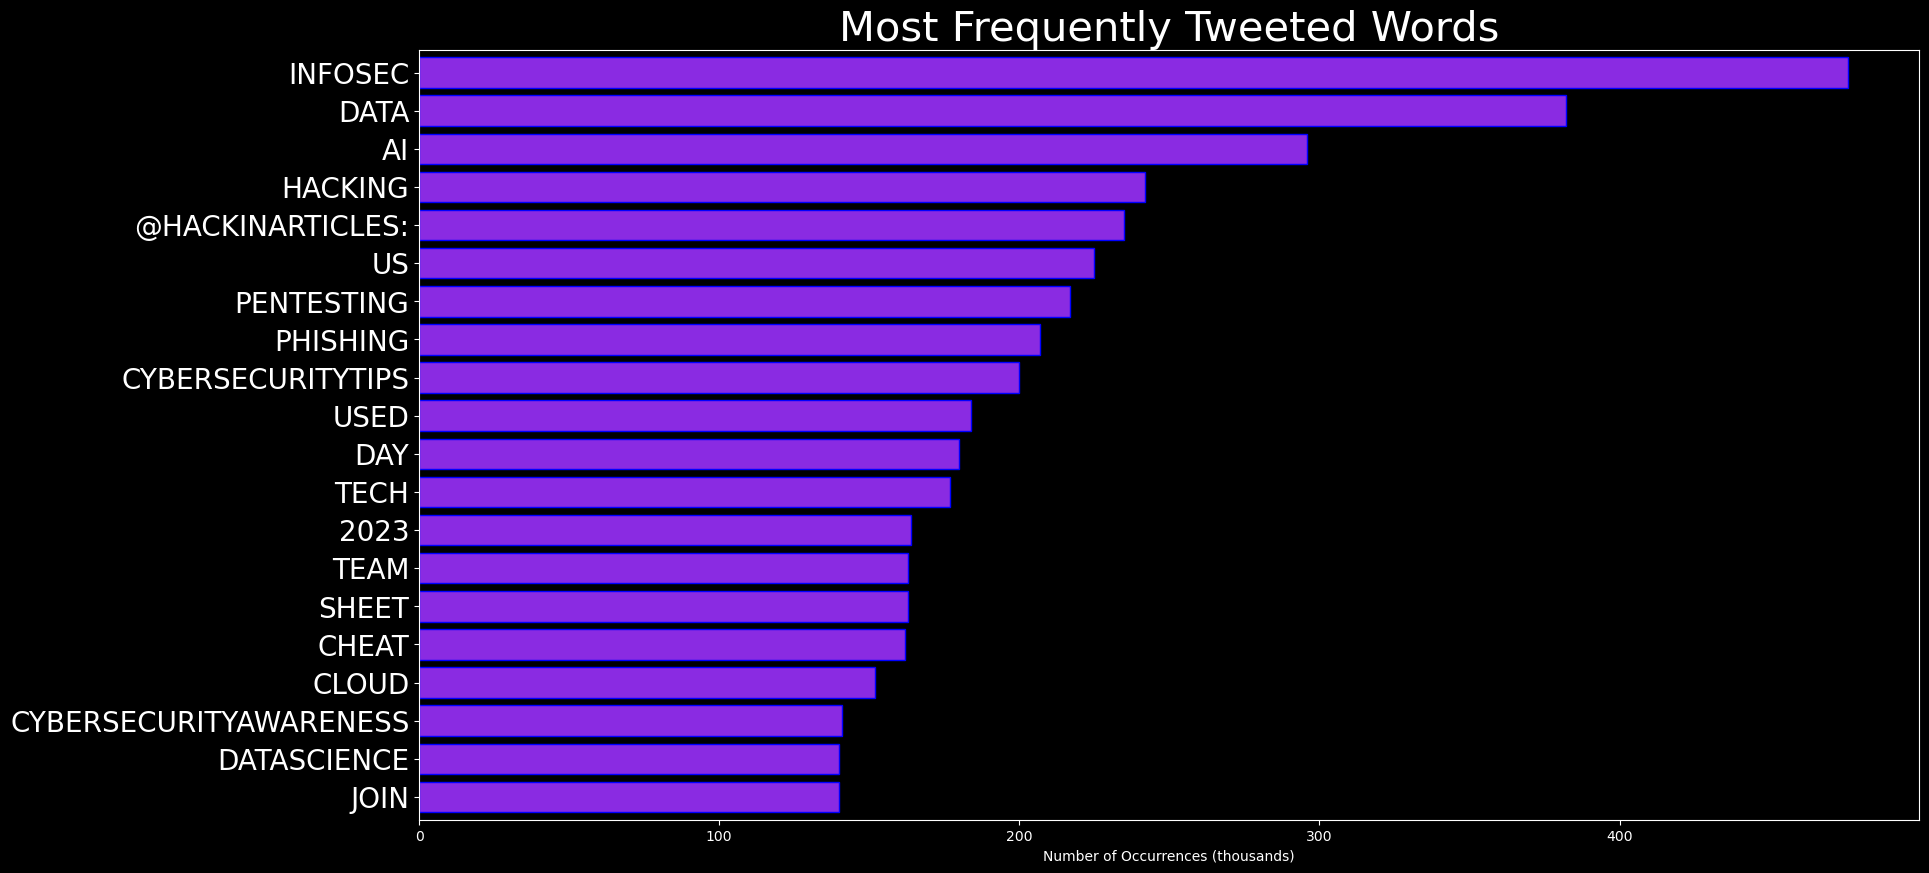 Most Frequently Tweeted Words
INFOSEC
DATA
AI
HACKING
@HACKINARTICLES:
US
PENTESTING
PHISHING
CYBERSECURITYTIPS
USED
DAY
TECH
2023
TEAM
SHEET
CHEAT
CLOUD
CYBERSECURITYAWARENESS
DATASCIENCE
JOIN
0 100 200 300 400
Number of Occurrences (thousands)